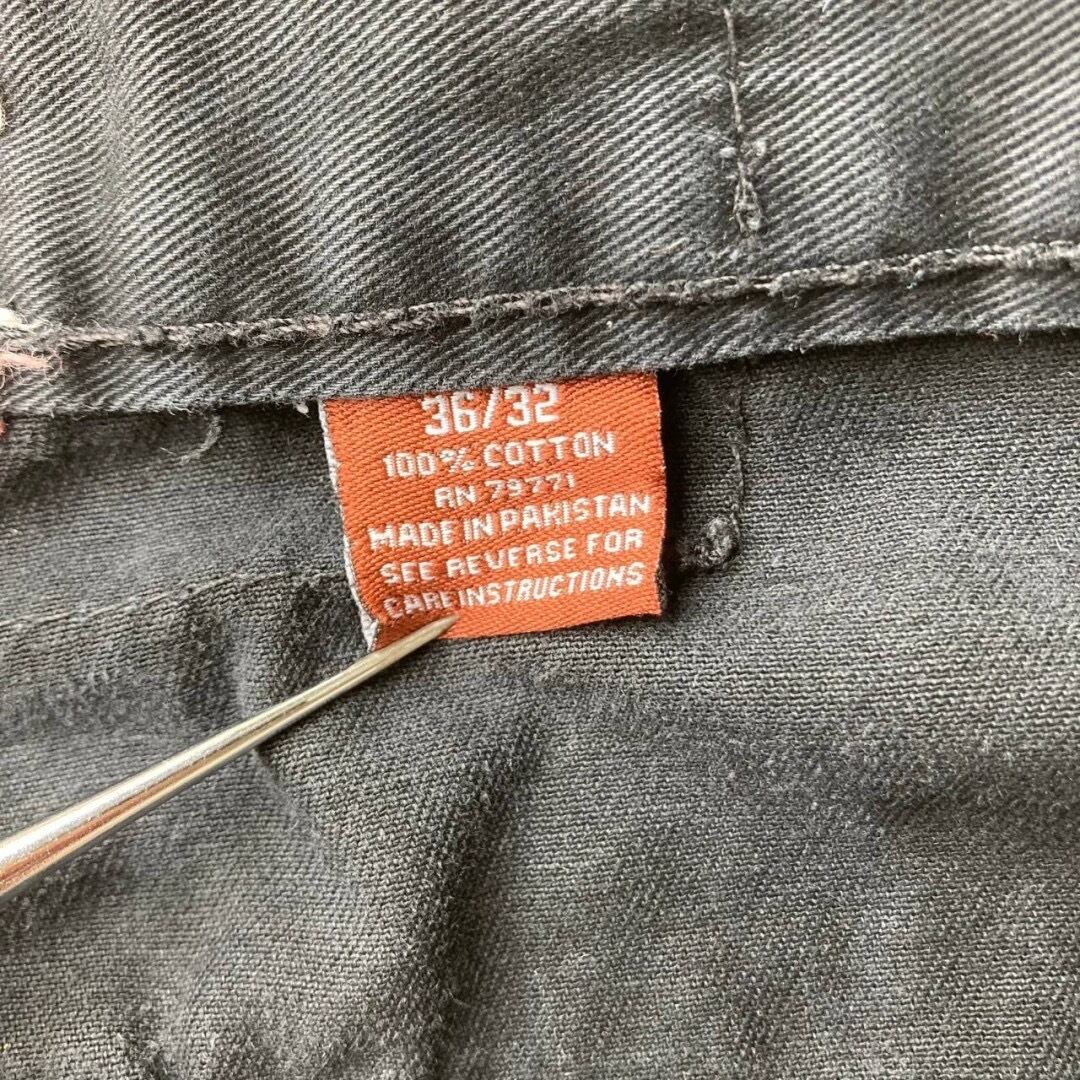 36/32
100% COTTON
RN 79771
MADE IN PAKISTAN
SEE REVERSE FOR
CARE INSTRUCTIONS